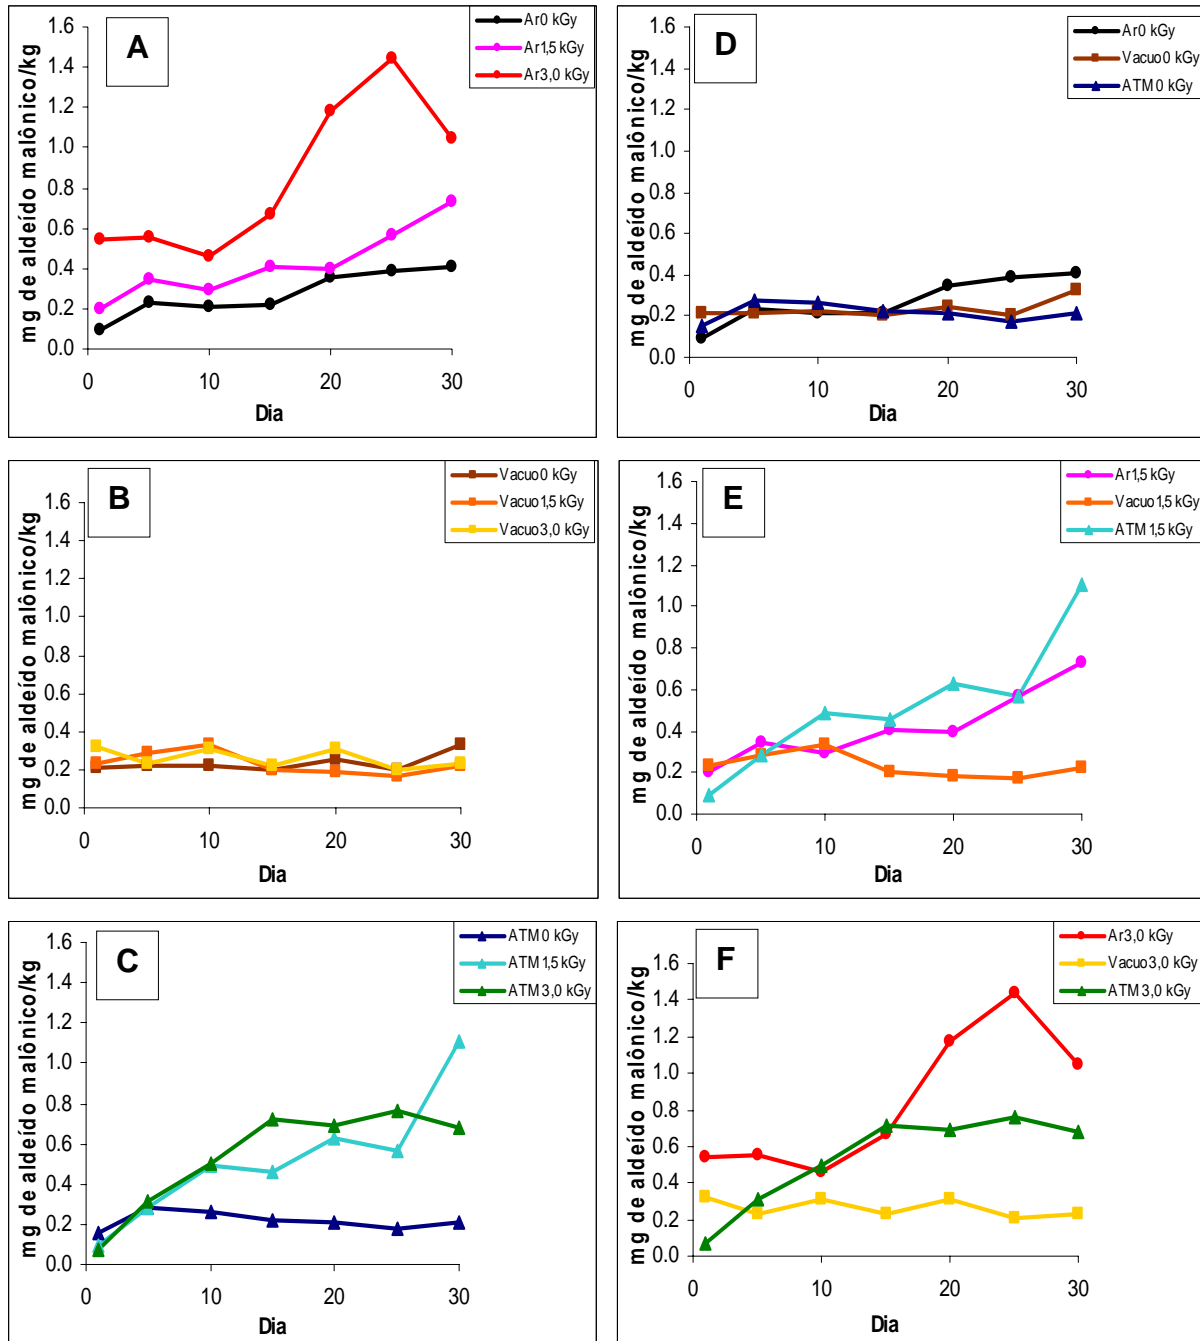 A
Ar0 kGy
Ar1,5 kGy
Ar3,0 kGy
mg de aldeído malônico/kg
1.6
1.4
1.2
1.0
0.8
0.6
0.4
0.2
0.0
0 10 20 30
Dia
D
Ar0 kGy
Vacuo0 kGy
ATM0 kGy
mg de aldeído malônico/kg
1.6
1.4
1.2
1.0
0.8
0.6
0.4
0.2
0.0
0 10 20 30
Dia
B
Vacuo0 kGy
Vacuo1,5 kGy
Vacuo3,0 kGy
mg de aldeído malônico/kg
1.6
1.4
1.2
1.0
0.8
0.6
0.4
0.2
0.0
0 10 20 30
Dia
E
Ar1,5 kGy
Vacuo1,5 kGy
ATM1,5 kGy
mg de aldeído malônico/kg
1.6
1.4
1.2
1.0
0.8
0.6
0.4
0.2
0.0
0 10 20 30
Dia
C
ATM0 kGy
ATM1,5 kGy
ATM3,0 kGy
mg de aldeído malônico/kg
1.6
1.4
1.2
1.0
0.8
0.6
0.4
0.2
0.0
0 10 20 30
Dia
F
Ar3,0 kGy
Vacuo3,0 kGy
ATM3,0 kGy
mg de aldeído malônico/kg
1.6
1.4
1.2
1.0
0.8
0.6
0.4
0.2
0.0
0 10 20 30
Dia